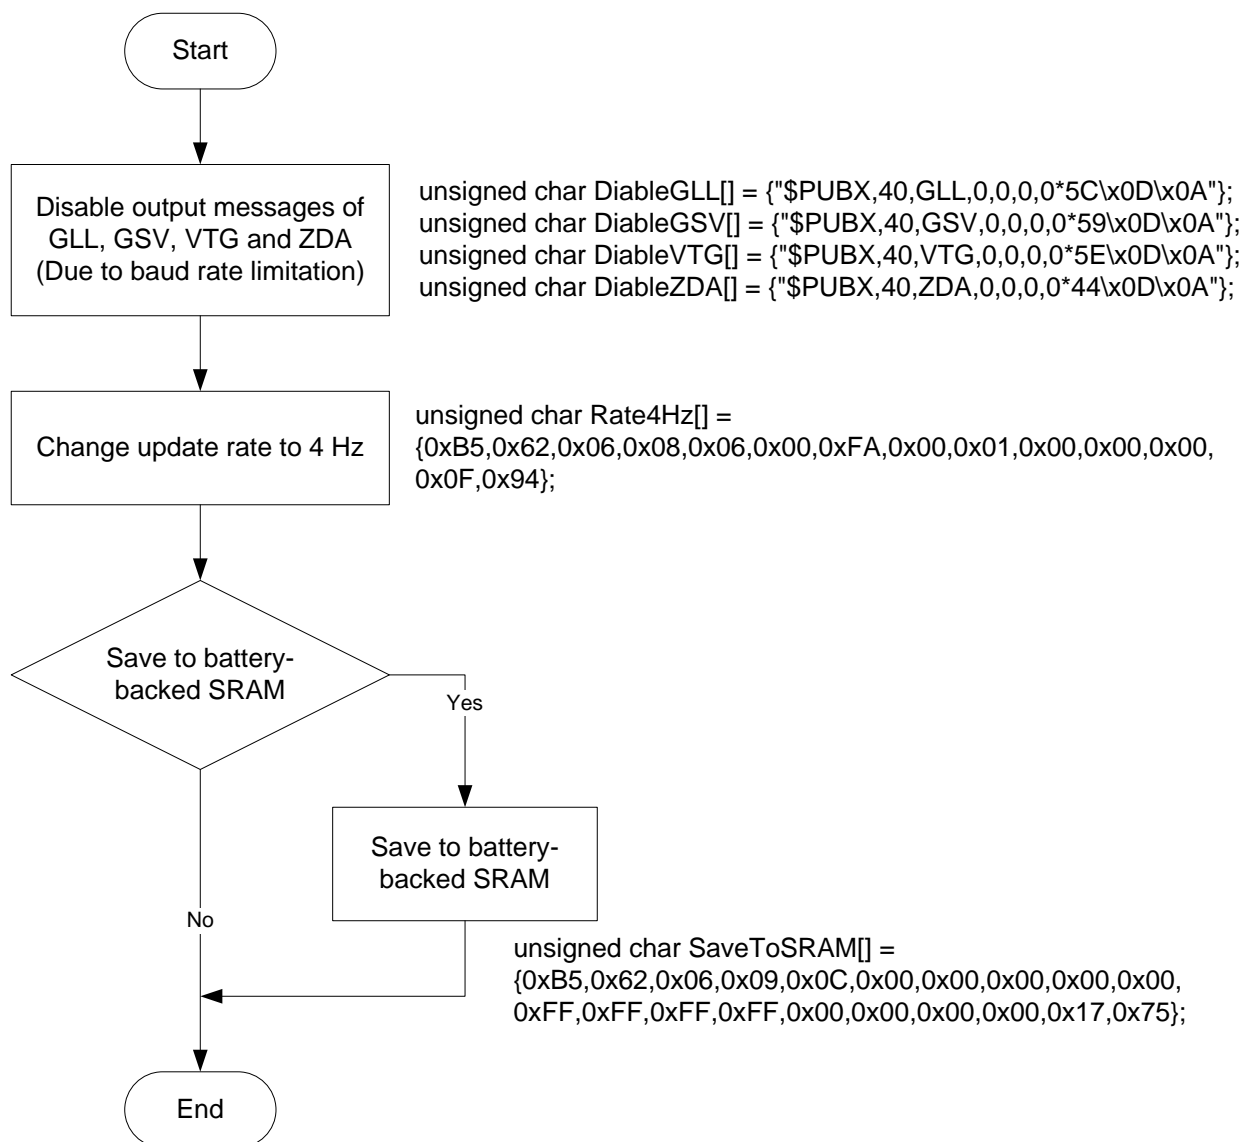 Start
Disable output messages of
GLL, GSV, VTG and ZDA
(Due to baud rate limitation)
unsigned char DiableGLL[] = {"$PUBX,40,GLL,0,0,0,0*5C\x0D\x0A"};
unsigned char DiableGSV[] = {"$PUBX,40,GSV,0,0,0,0*59\x0D\x0A"};
unsigned char DiableVTG[] = {"$PUBX,40,VTG,0,0,0,0*5E\x0D\x0A"};
unsigned char DiableZDA[] = {"$PUBX,40,ZDA,0,0,0,0*44\x0D\x0A"};
Change update rate to 4 Hz
unsigned char Rate4Hz[] =
{0xB5,0x62,0x06,0x08,0x06,0x00,0xFA,0x00,0x01,0x00,0x00,0x00,
0x0F,0x94};
Save to battery-
backed SRAM
Yes
Save to battery-
backed SRAM
No
unsigned char SaveToSRAM[] =
{0xB5,0x62,0x06,0x09,0x0C,0x00,0x00,0x00,0x00,0x00,
0xFF,0xFF,0xFF,0xFF,0x00,0x00,0x00,0x00,0x17,0x75};
End